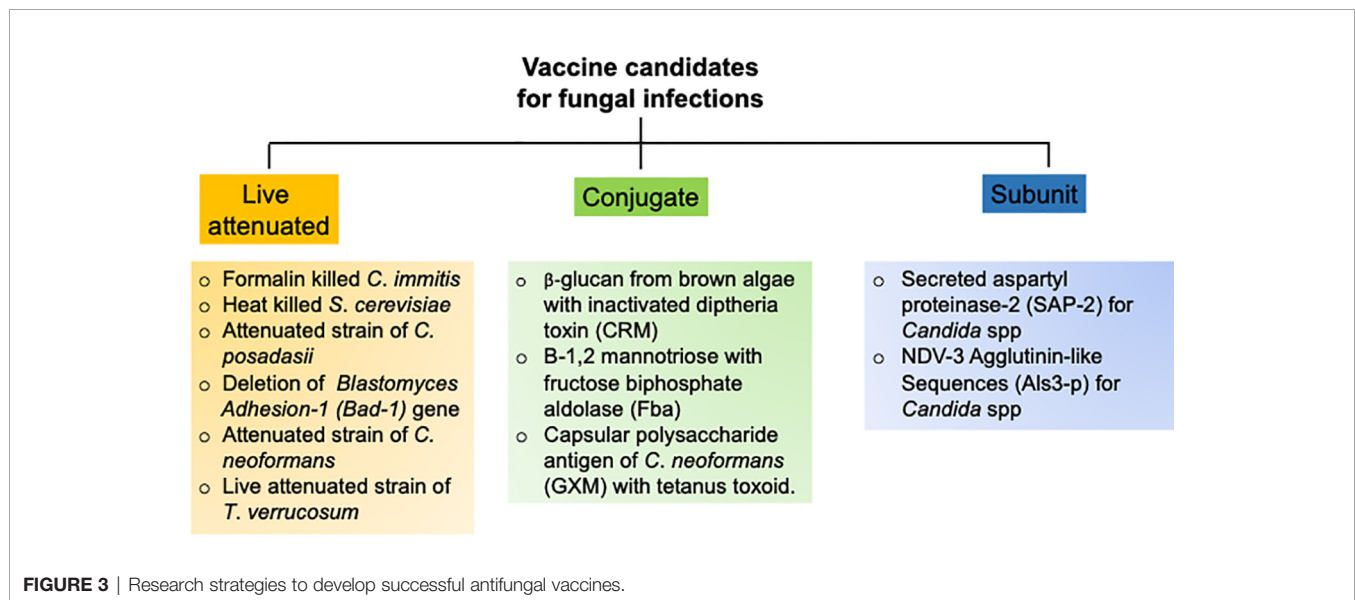 Vaccine candidates
for fungal infections
Live
attenuated
o Formalin killed C. immitis
o Heat killed S. cerevisiae
o Attenuated strain of C.
posadasii
o Deletion of Blastomyces
Adhesion-1 (Bad-1) gene
o Attenuated strain of C.
neoformans
o Live attenuated strain of
T. verrucosum
Conjugate
o β-glucan from brown algae
with inactivated diptheria
toxin (CRM)
o B-1,2 mannotriose with
fructose biphosphate
aldolase (Fba)
o Capsular polysaccharide
antigen of C. neoformans
(GXM) with tetanus toxoid.
Subunit
o Secreted aspartyl
proteinase-2 (SAP-2) for
Candida spp
o NDV-3 Agglutinin-like
Sequences (Als3-p) for
Candida spp
FIGURE 3 | Research strategies to develop successful antifungal vaccines.